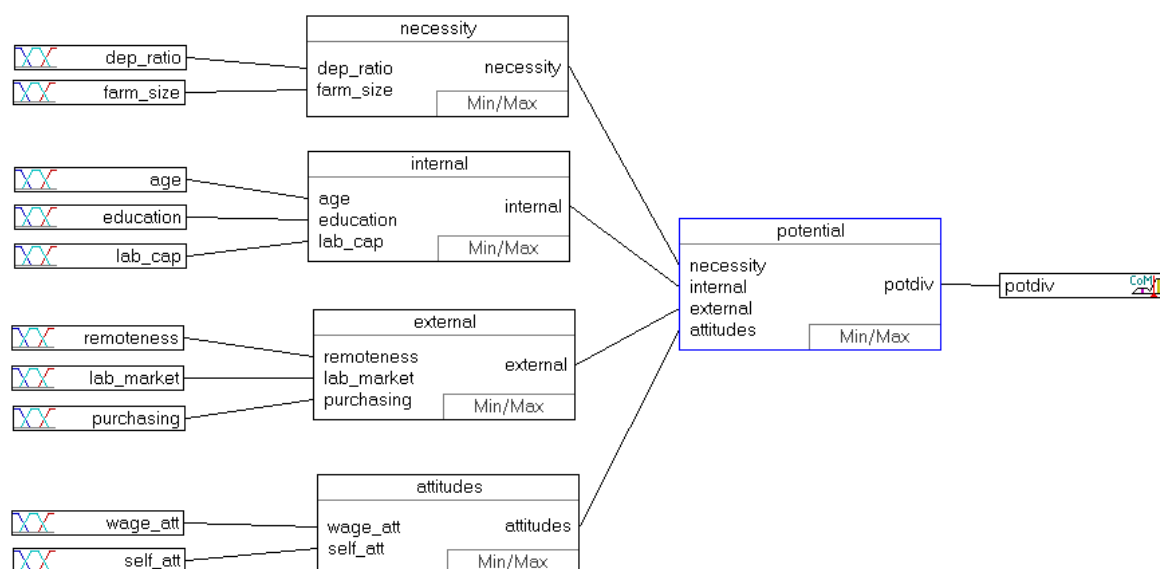 necessity
dep_ratio
farm_size
dep_ratio
farm_size
necessity
Min/Max
internal
age
education
lab_cap
age
education
lab_cap
internal
Min/Max
external
remoteness
lab_market
purchasing
remoteness
lab_market
purchasing
external
Min/Max
attitudes
wage_att
self_att
wage_att
self_att
attitudes
Min/Max
potential
necessity
internal
external
attitudes
potdiv
Min/Max
potdiv
CoM